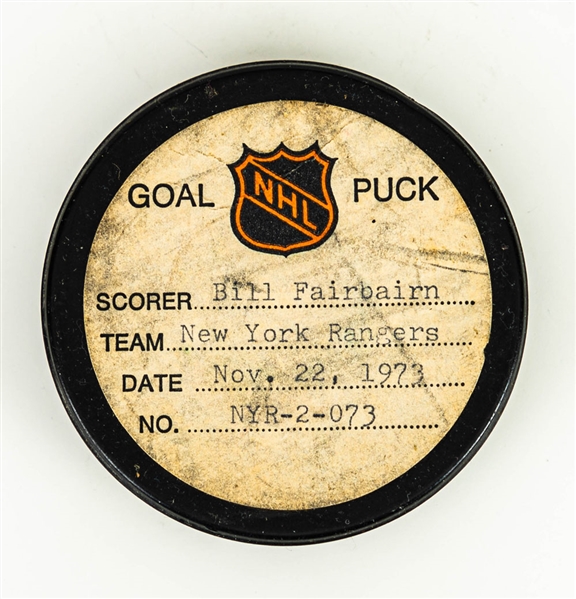 GOAL NHL PUCK
SCORER Bill Fairbairn
TEAM New York Rangers
DATE Nov. 22, 1973
NO. NYR-2-073